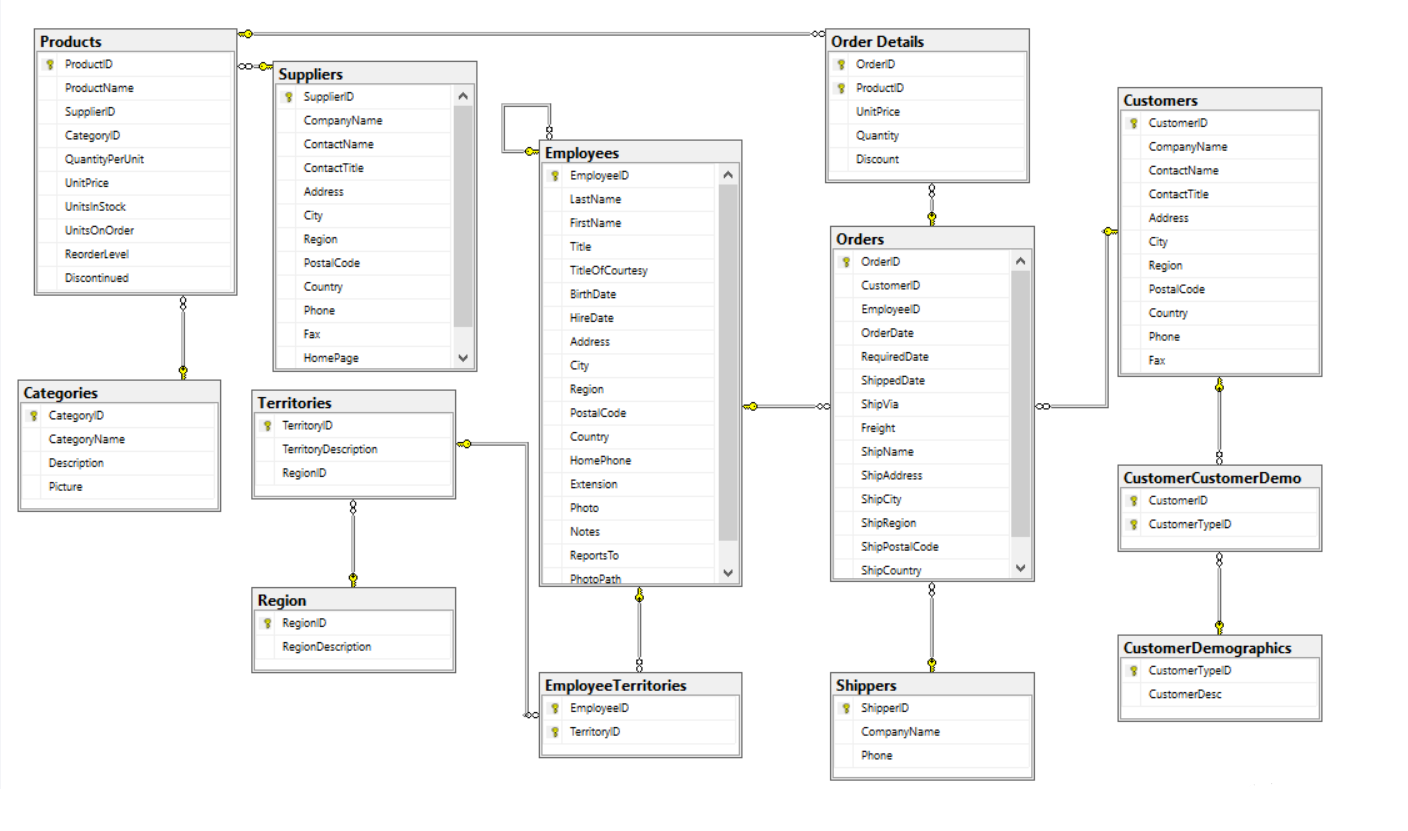 Products
ProductID
ProductName
SupplierID
CategoryID
QuantityPerUnit
UnitPrice
UnitsInStock
UnitsOnOrder
ReorderLevel
Discontinued
Suppliers
SupplierID
CompanyName
ContactName
ContactTitle
Address
City
Region
PostalCode
Country
Phone
Fax
HomePage
Categories
CategoryID
CategoryName
Description
Picture
Territories
TerritoryID
TerritoryDescription
RegionID
Region
RegionID
RegionDescription
Employees
EmployeeID
LastName
FirstName
Title
TitleOfCourtesy
BirthDate
HireDate
Address
City
Region
PostalCode
Country
HomePhone
Extension
Photo
Notes
ReportsTo
PhotoPath
EmployeeTerritories
EmployeeID
TerritoryID
Order Details
OrderID
ProductID
UnitPrice
Quantity
Discount
Orders
OrderID
CustomerID
EmployeeID
OrderDate
RequiredDate
ShippedDate
ShipVia
Freight
ShipName
ShipAddress
ShipCity
ShipRegion
ShipPostalCode
ShipCountry
Shippers
ShipperID
CompanyName
Phone
Customers
CustomerID
CompanyName
ContactName
ContactTitle
Address
City
Region
PostalCode
Country
Phone
Fax
CustomerCustomerDemo
CustomerID
CustomerTypeID
CustomerDemographics
CustomerTypeID
CustomerDesc